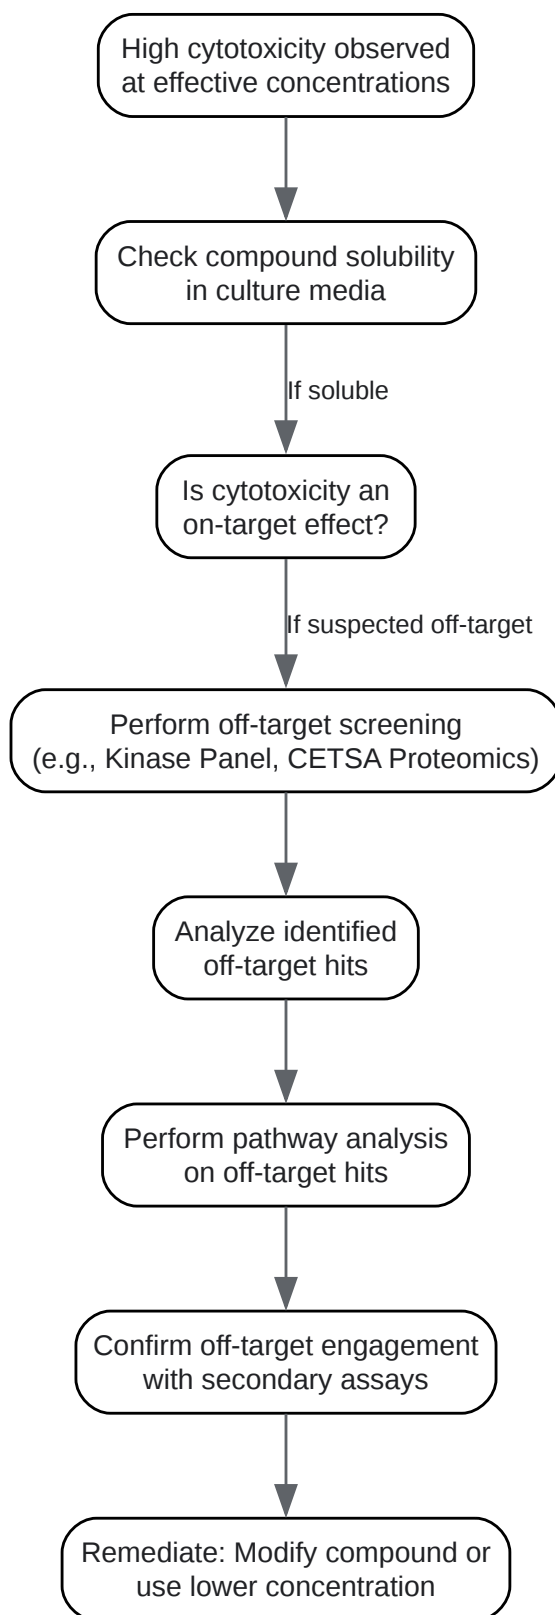 High cytotoxicity observed
at effective concentrations
Check compound solubility
in culture media
If soluble
Is cytotoxicity an
on-target effect?
If suspected off-target
Perform off-target screening
(e.g., Kinase Panel, CETSA Proteomics)
Analyze identified
off-target hits
Perform pathway analysis
on off-target hits
Confirm off-target engagement
with secondary assays
Remediate: Modify compound or
use lower concentration